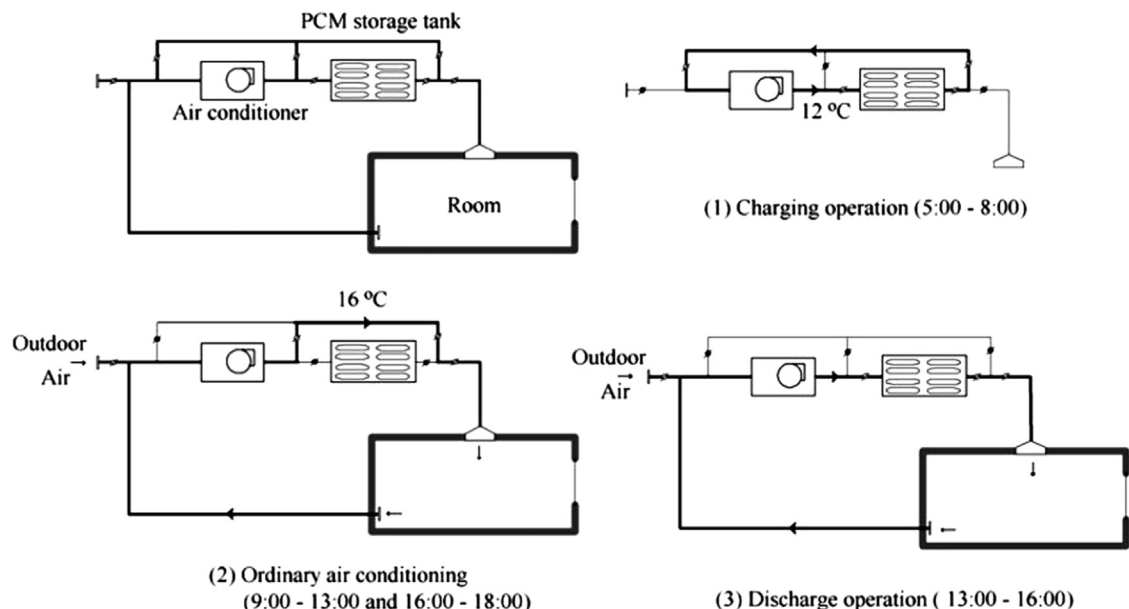 PCM storage tank
Air conditioner
Room
12 ºC
(1) Charging operation (5:00 - 8:00)
16 ºC
Outdoor
Air
(2) Ordinary air conditioning
(9:00 - 13:00 and 16:00 - 18:00)
Outdoor
Air
(3) Discharge operation ( 13:00 - 16:00)